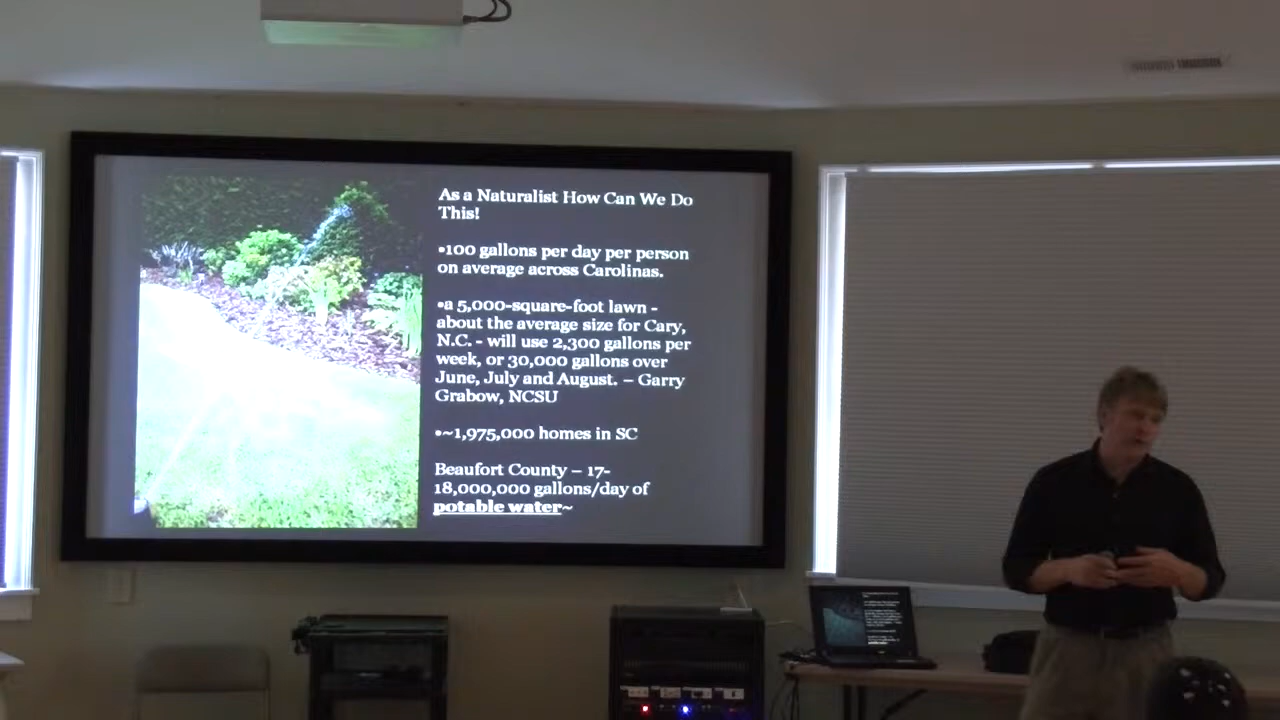 As a Naturalist How Can We Do
This!
•100 gallons per day per person
on average across Carolinas.
•a 5,000-square-foot lawn -
about the average size for Cary,
N.C. - will use 2,300 gallons per
week, or 30,000 gallons over
June, July and August. – Garry
Grabow, NCSU
•~1,975,000 homes in SC
Beaufort County – 17-
18,000,000 gallons/day of
potable water~